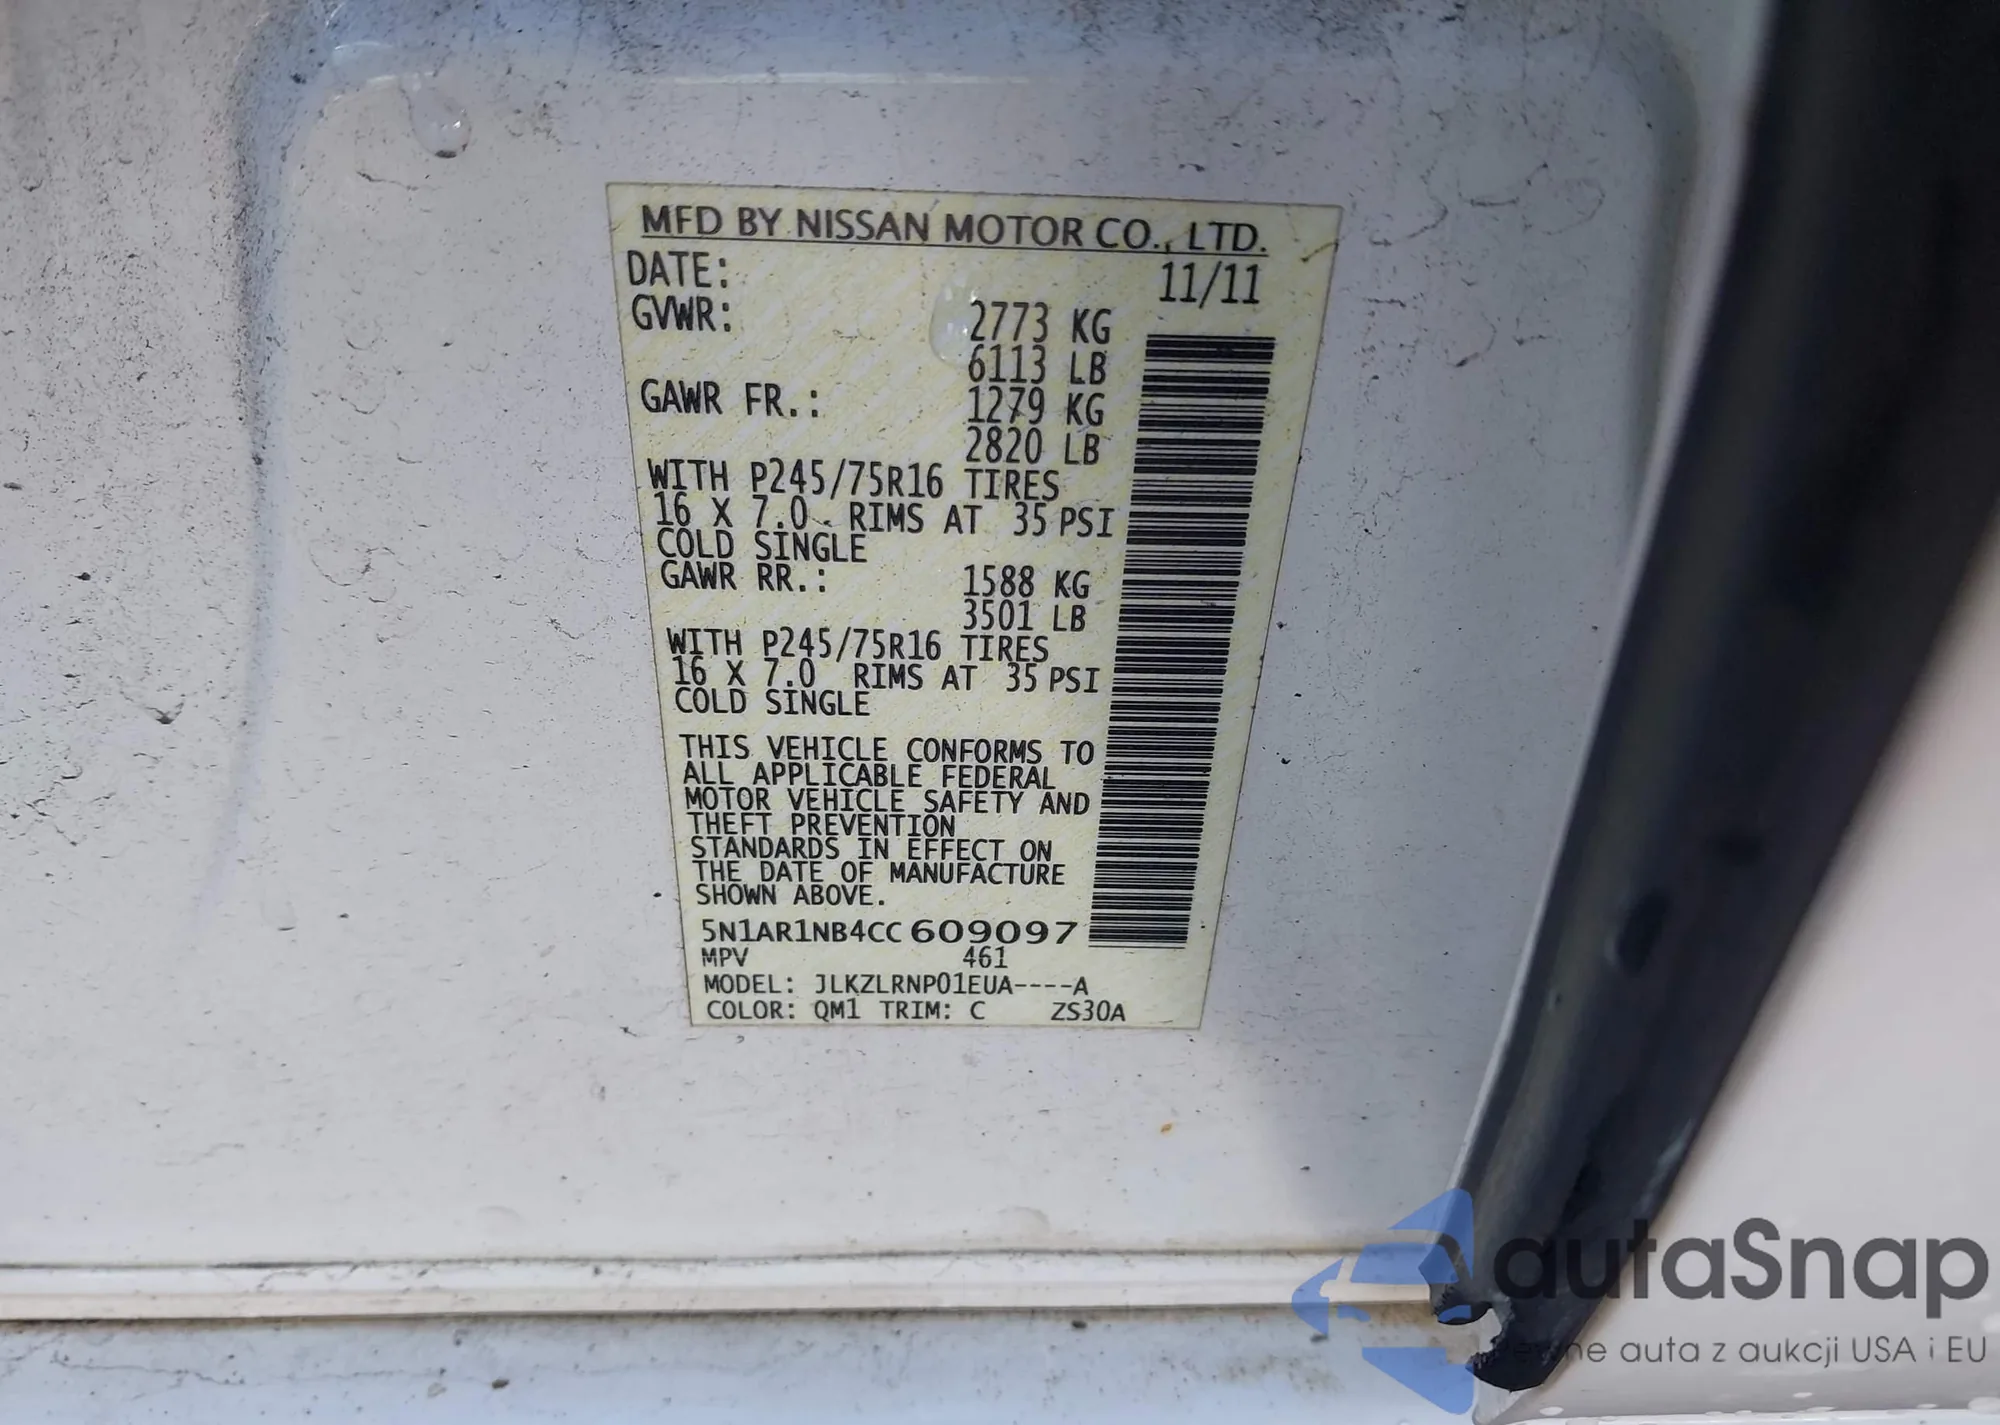 MFD BY NISSAN MOTOR CO., LTD.
DATE: 11/11
GVWR: 2773 KG
6113 LB
GAWR FR.: 1279 KG
2820 LB
WITH P245/75R16 TIRES
16 X 7.0 RIMS AT 35 PSI
COLD SINGLE
GAWR RR.: 1588 KG
3501 LB
WITH P245/75R16 TIRES
16 X 7.0 RIMS AT 35 PSI
COLD SINGLE
THIS VEHICLE CONFORMS TO
ALL APPLICABLE FEDERAL
MOTOR VEHICLE SAFETY AND
THEFT PREVENTION
STANDARDS IN EFFECT ON
THE DATE OF MANUFACTURE
SHOWN ABOVE.
5N1AR1NB4CC609097
MPV 461
MODEL: JLKZLRNP01EUA----A
COLOR: QM1 TRIM: C ZS30A
autaSnap
auta z aukcji USA i EU